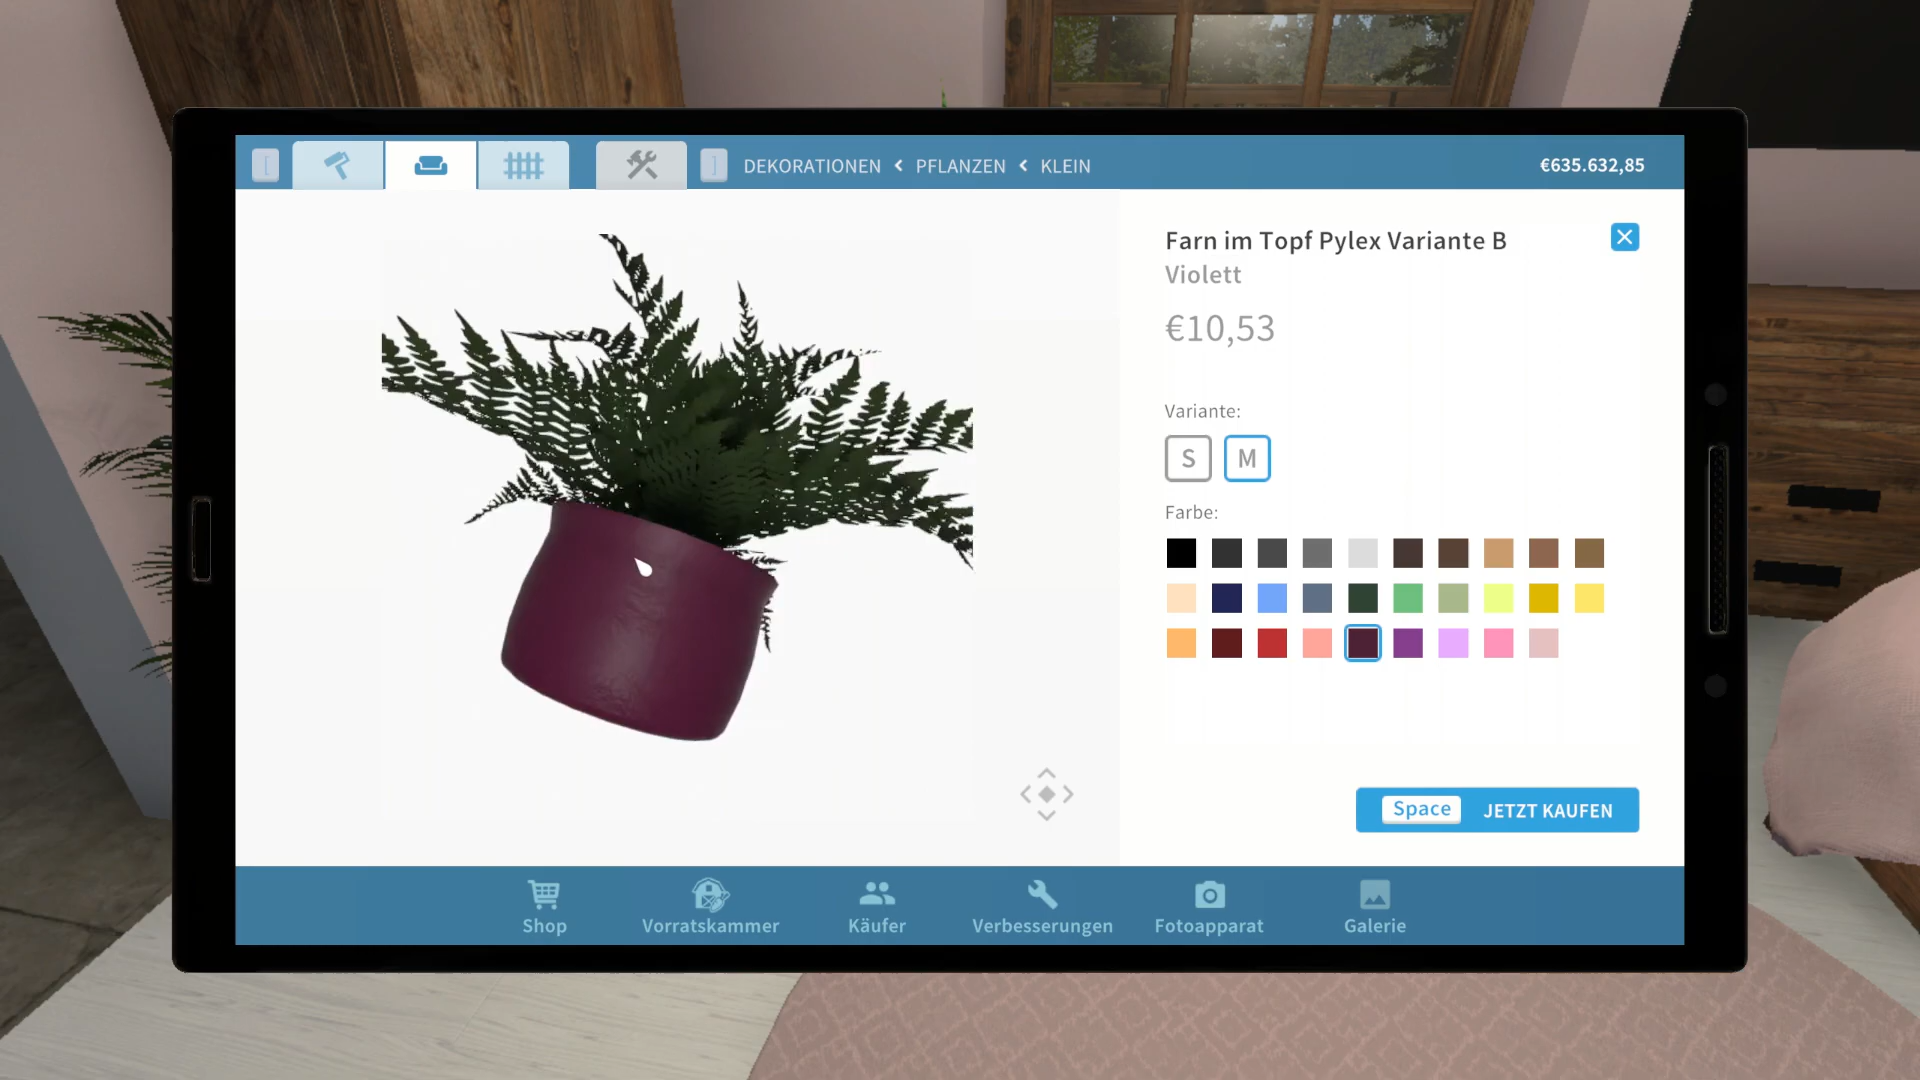 [
]
DEKORATIONEN < PFLANZEN < KLEIN
€635.632,85
Farn im Topf Pylex Variante B
Violett
€10,53
Variante:
S M
Farbe:
Space JETZT KAUFEN
Shop Vorratskammer Käufer Verbesserungen Fotoapparat Galerie